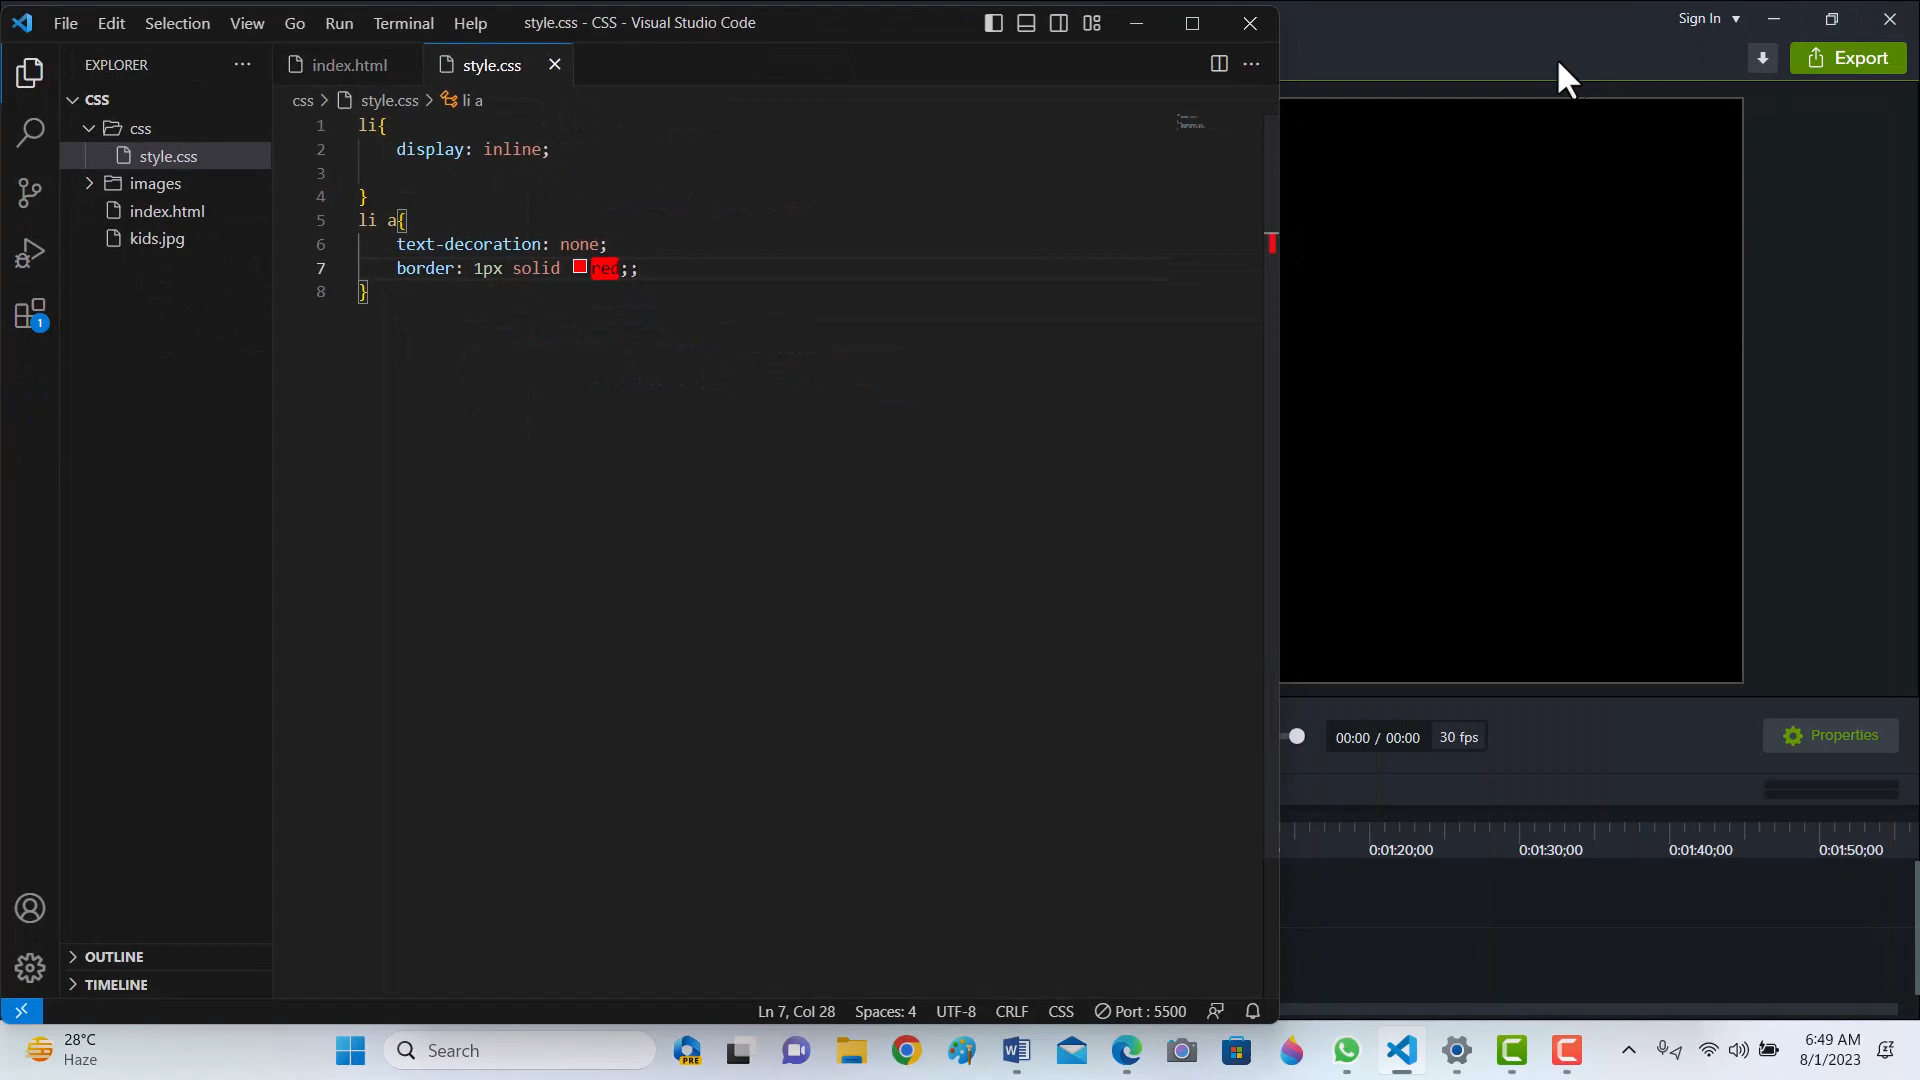 File Edit Selection View Go Run Terminal Help style.css - CSS - Visual Studio Code
Sign In
Export
EXPLORER
index.html style.css
CSS
css
style.css
images
index.html
kids.jpg
css > style.css > li a
1 li{
2 display: inline;
3
4 }
5 li a{
6 text-decoration: none;
7 border: 1px solid red;;
8 }
1
00:00 / 00:00 30 fps
Properties
0:01:20;00 0:01:30;00 0:01:40;00 0:01:50;00
OUTLINE
TIMELINE
Ln 7, Col 28 Spaces: 4 UTF-8 CRLF CSS Port : 5500
28°C
Haze
Search
PRE
6:49 AM
8/1/2023